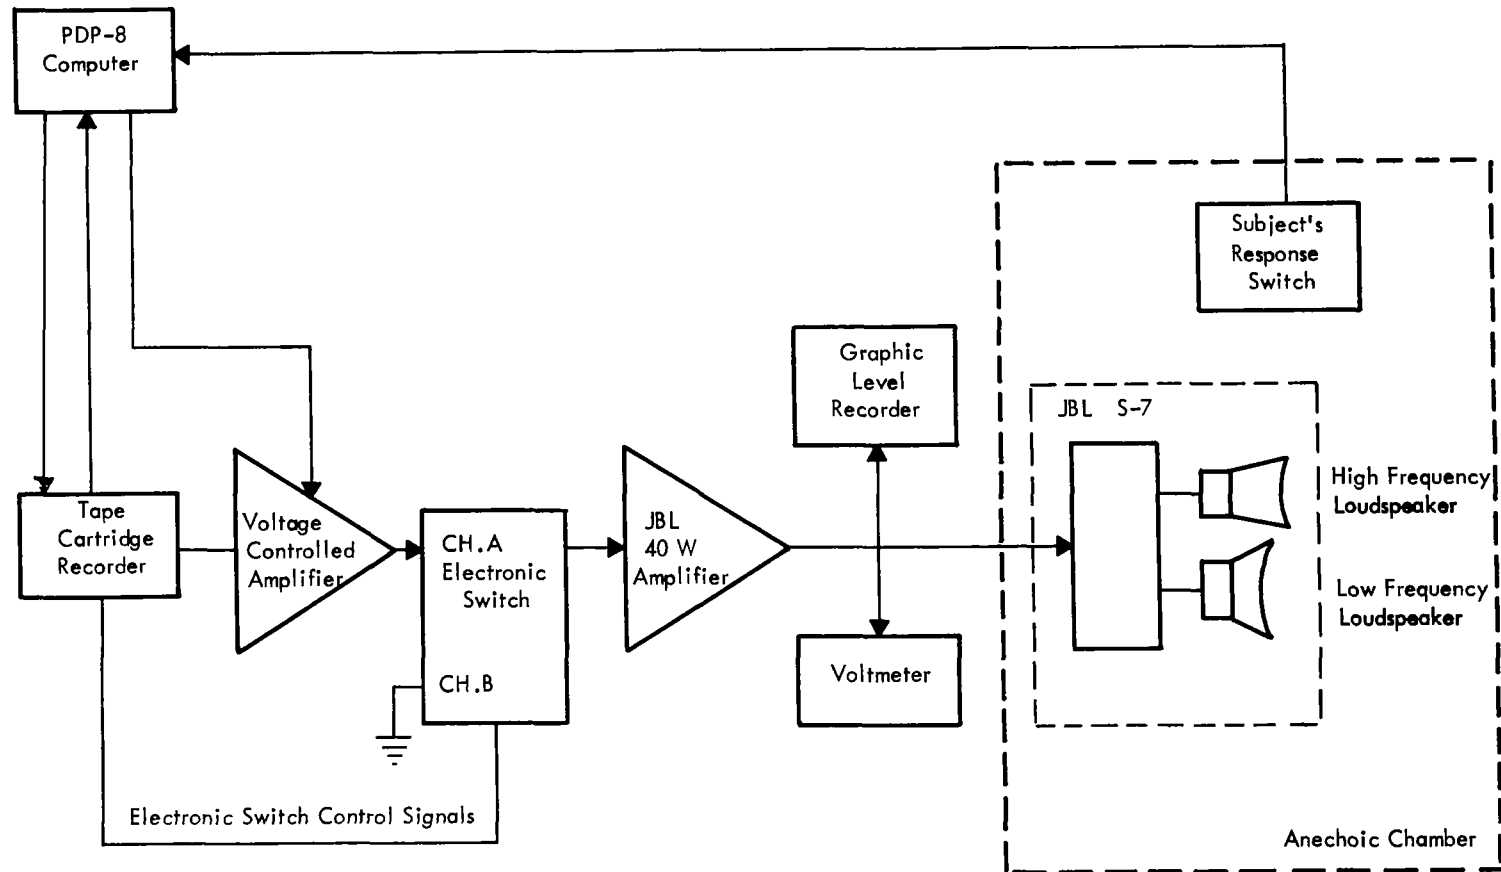 PDP-8
Computer
Subject's
Response
Switch
Graphic
Level
Recorder
JBL S-7
High Frequency
Loudspeaker
Tape
Cartridge
Recorder
Voltage
Controlled
Amplifier
CH.A
Electronic
Switch
CH.B
JBL
40 W
Amplifier
Low Frequency
Loudspeaker
Voltmeter
Electronic Switch Control Signals
Anechoic Chamber